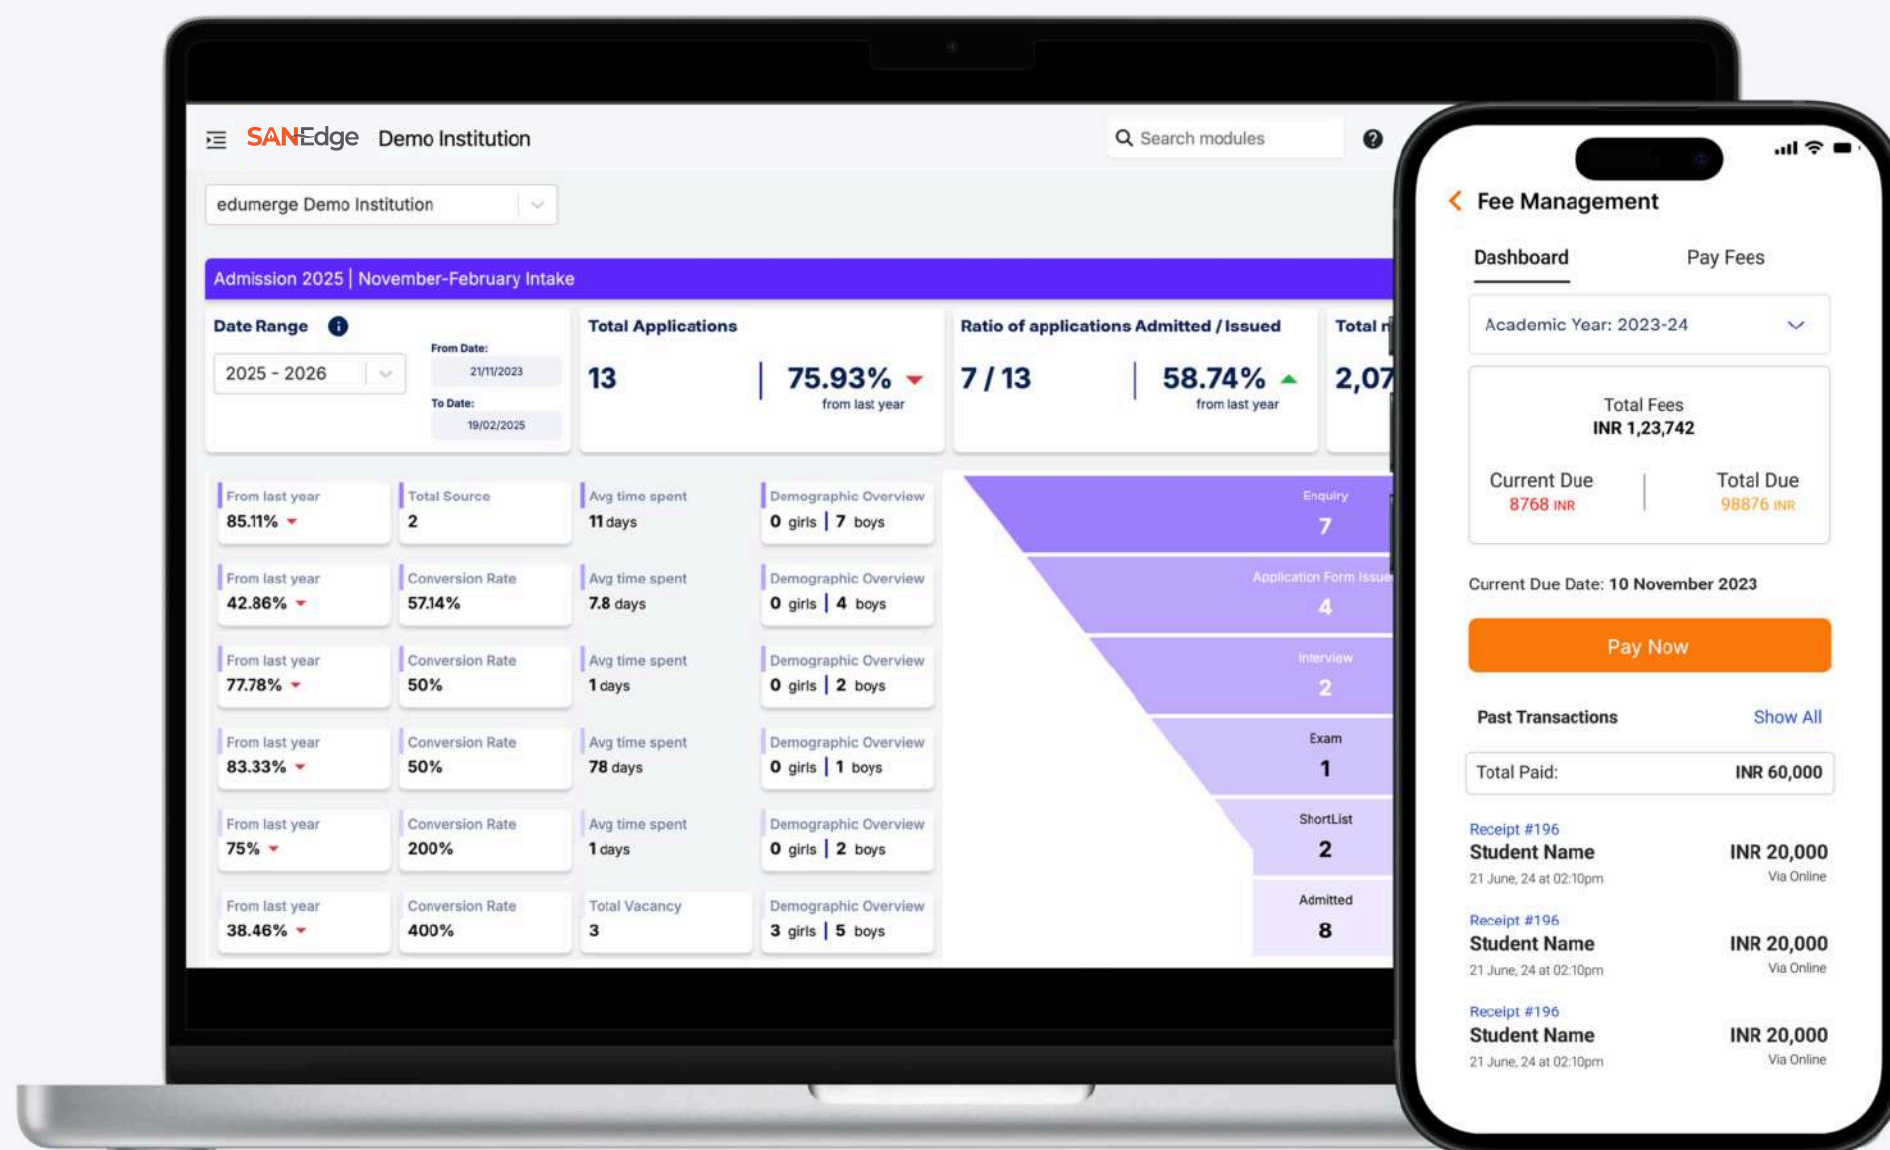 SANEdge Demo Institution
Search modules
edumerge Demo Institution
Admission 2025 | November-February Intake
Date Range
2025 - 2026
From Date:
21/11/2023
To Date:
19/02/2025
Total Applications
13
75.93%
from last year
Ratio of applications Admitted / Issued
7 / 13
58.74%
from last year
Total
2,07
From last year
85.11%
Total Source
2
Avg time spent
11 days
Demographic Overview
0 girls | 7 boys
Enquiry
7
From last year
42.86%
Conversion Rate
57.14%
Avg time spent
7.8 days
Demographic Overview
0 girls | 4 boys
Application Form Issue
4
From last year
77.78%
Conversion Rate
50%
Avg time spent
1 days
Demographic Overview
0 girls | 2 boys
Interview
2
From last year
83.33%
Conversion Rate
50%
Avg time spent
78 days
Demographic Overview
0 girls | 1 boys
Exam
1
From last year
75%
Conversion Rate
200%
Avg time spent
1 days
Demographic Overview
0 girls | 2 boys
ShortList
2
From last year
38.46%
Conversion Rate
400%
Total Vacancy
3
Demographic Overview
3 girls | 5 boys
Admitted
8
Fee Management
Dashboard
Pay Fees
Academic Year: 2023-24
Total Fees
INR 1,23,742
Current Due
8768 INR
Total Due
98876 INR
Current Due Date: 10 November 2023
Pay Now
Past Transactions
Show All
Total Paid:
INR 60,000
Receipt #196
Student Name
INR 20,000
21 June, 24 at 02:10pm
Via Online
Receipt #196
Student Name
INR 20,000
21 June, 24 at 02:10pm
Via Online
Receipt #196
Student Name
INR 20,000
21 June, 24 at 02:10pm
Via Online